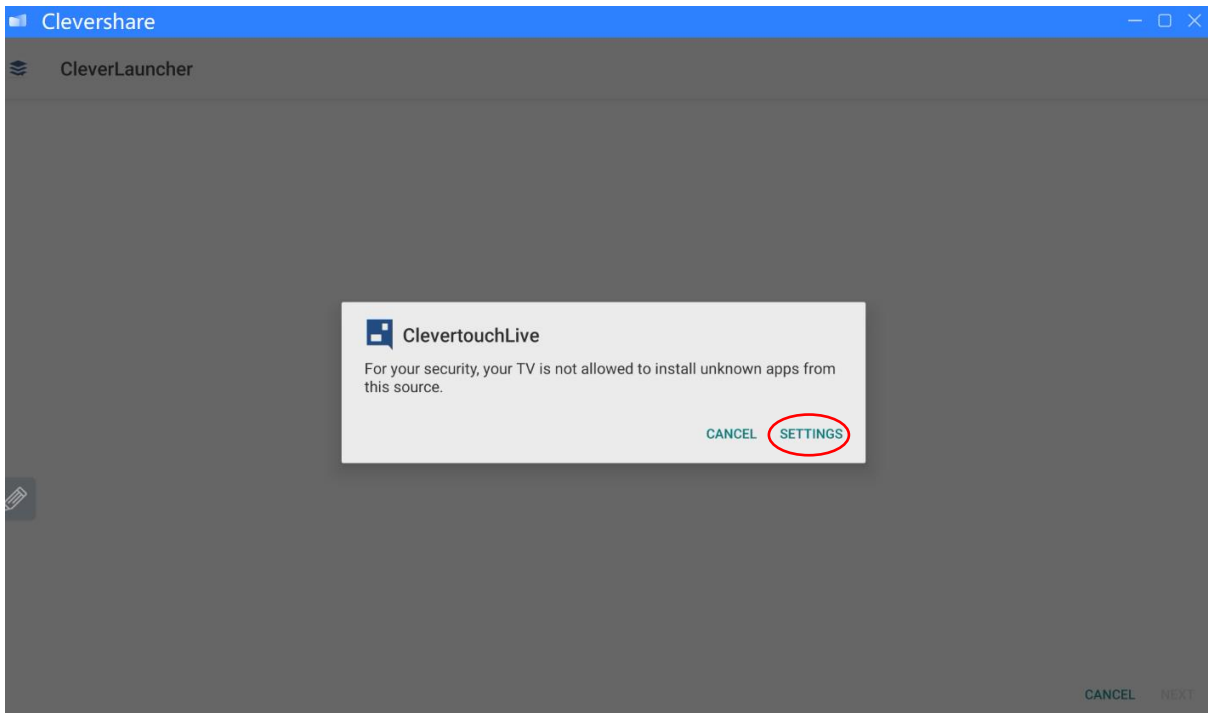 Clevershare
CleverLauncher
ClevertouchLive
For your security, your TV is not allowed to install unknown apps from
this source.
CANCEL SETTINGS
CANCEL NEXT